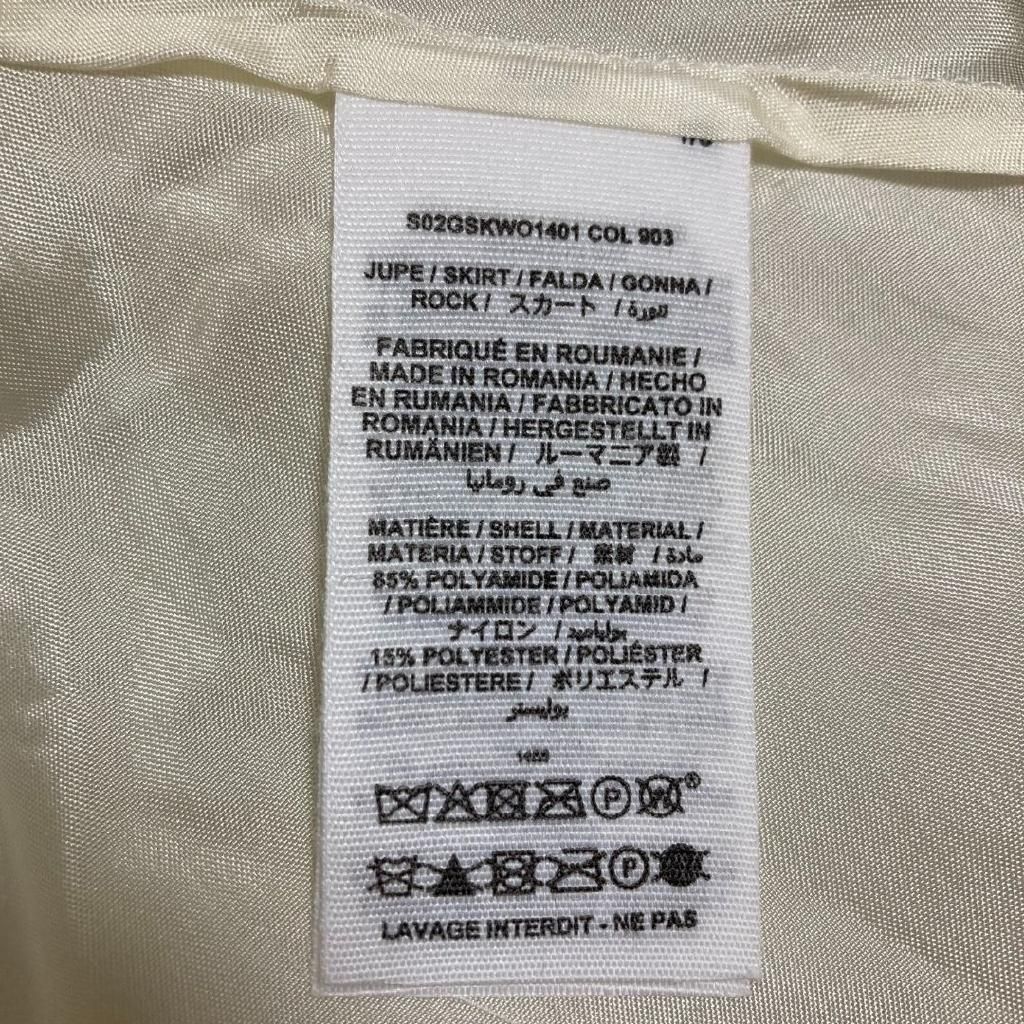 S02GSKWO1401 COL 903
JUPE / SKIRT / FALDA / GONNA /
ROCK / スカート / تنورة
FABRIQUÉ EN ROUMANIE /
MADE IN ROMANIA / HECHO
EN RUMANIA / FABBRICATO IN
ROMANIA / HERGESTELLT IN
RUMÄNIEN / ルーマニア製 /
صنع في رومانيا
MATIÈRE / SHELL / MATERIAL /
MATERIA / STOFF / 素材 / مادة
85% POLYAMIDE / POLIAMIDA
/ POLIAMMIDE / POLYAMID /
ナイロン / بولياميد
15% POLYESTER / POLIÉSTER
/ POLIESTERE / ポリエステル /
بوليستر
P W ®
P
LAVAGE INTERDIT - NE PAS